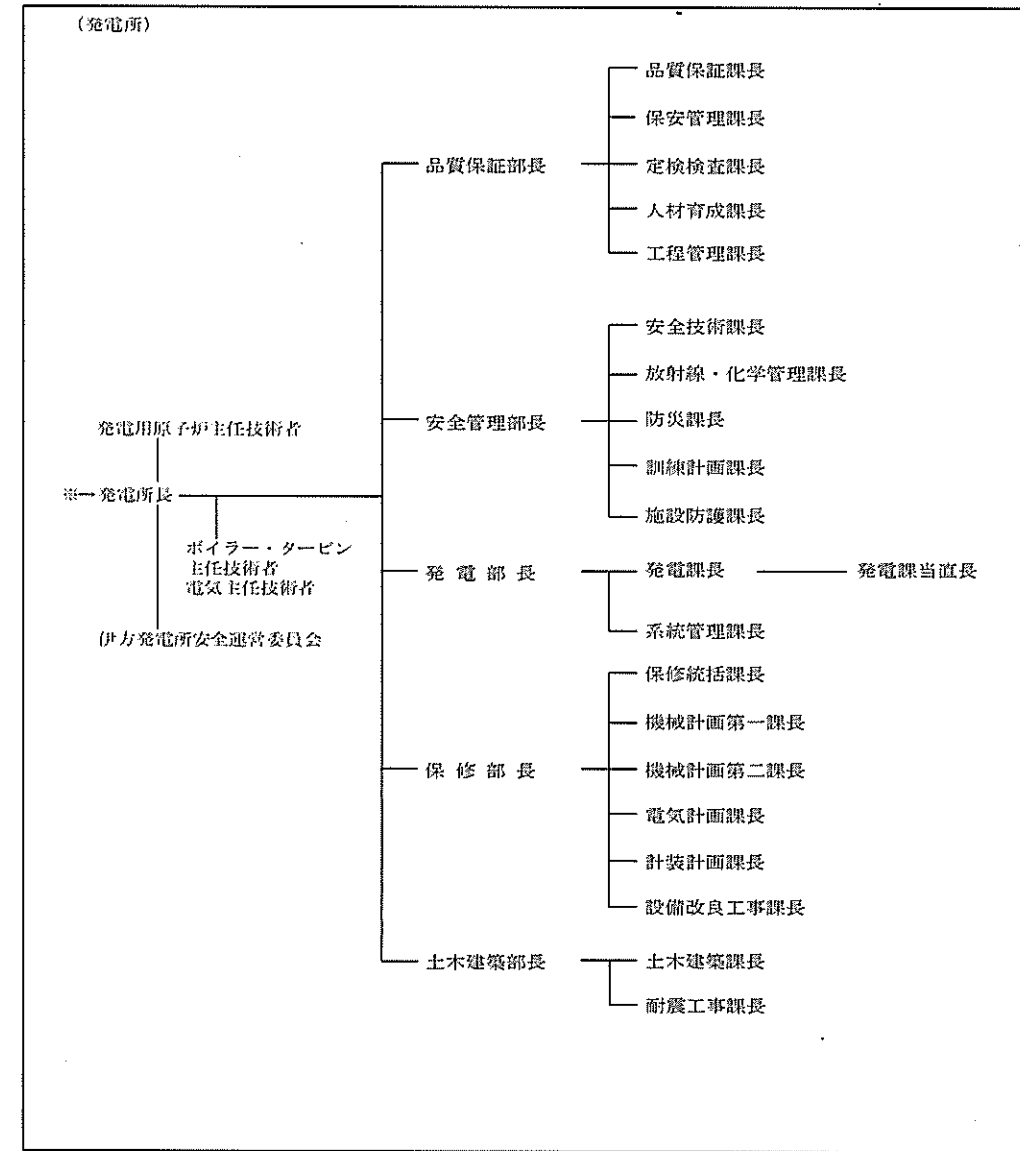 (発電所)
品質保証課長
保安管理課長
品質保証部長
定検検査課長
人材育成課長
工程管理課長
安全技術課長
放射線・化学管理課長
安全管理部長
防災課長
訓練計画課長
施設防護課長
発電用原子炉主任技術者
※→発電所長
ボイラー・タービン
主任技術者
電気主任技術者
伊方発電所安全運営委員会
発電部長
発電課長
発電課当直長
系統管理課長
保修統括課長
機械計画第一課長
保修部長
機械計画第二課長
電気計画課長
計装計画課長
設備改良工事課長
土木建築部長
土木建築課長
耐震工事課長